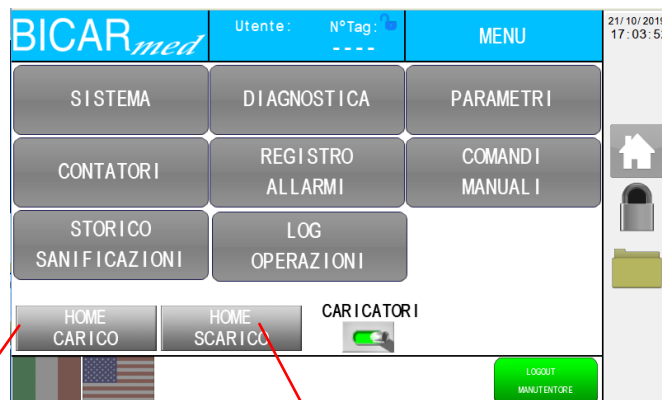 BICARmed
Utente: N°Tag:
----
MENU
21/10/2019
17:03:52
SISTEMA
DIAGNOSTICA
PARAMETRI
CONTATORI
REGISTRO
ALLARMI
COMANDI
MANUALI
STORICO
SANIFICAZIONI
LOG
OPERAZIONI
HOME
CARICO
HOME
SCARICO
CARICATORI
LOGOUT
MANUTENTORE